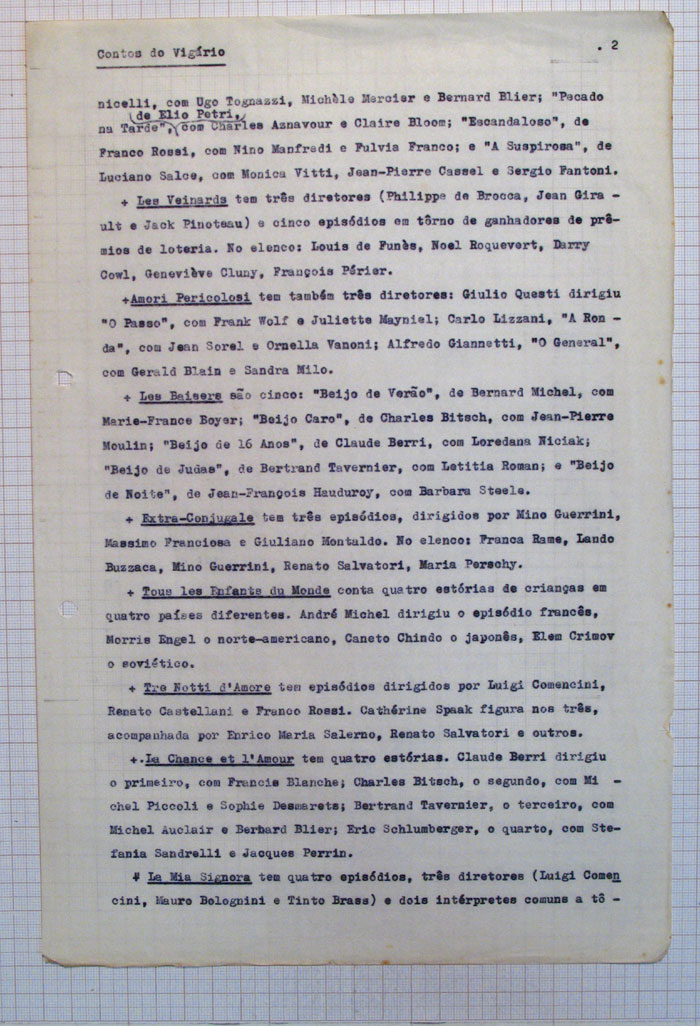 Contos do Vigário
. 2
nicelli, com Ugo Tognazzi, Michèle Mercier e Bernard Blier; "Pecado
de Elio Petri,
na Tarde", com Charles Aznavour e Claire Bloom; "Escandaloso", de
Franco Rossi, com Nino Manfredi e Fulvia Franco; e "A Suspirosa", de
Luciano Salce, com Monica Vitti, Jean-Pierre Cassel e Sergio Fantoni.
+ Les Veinards tem três diretores (Philippe de Brocca, Jean Gira -
ult e Jack Pinoteau) e cinco episódios em tôrno de ganhadores de prê-
mios de loteria. No elenco: Louis de Funès, Noel Roquevert, Darry
Cowl, Geneviève Cluny, François Périer.
+Amori Pericolosi tem também três diretores: Giulio Questi dirigiu
"O Passo", com Frank Wolf e Juliette Mayniel; Carlo Lizzani, "A Ron -
da", com Jean Sorel e Ornella Vanoni; Alfredo Giannetti, "O General",
com Gerald Blain e Sandra Milo.
+ Les Baisers são cinco: "Beijo de Verão", de Bernard Michel, com
Marie-France Boyer; "Beijo Caro", de Charles Bitsch, com Jean-Pierre
Moulin; "Beijo de 16 Anos", de Claude Berri, com Loredana Niciak;
"Beijo de Judas", de Bertrand Tavernier, com Letitia Roman; e "Beijo
de Noite", de Jean-François Hauduroy, com Barbara Steele.
+ Extra-Conjugale tem três episódios, dirigidos por Mino Guerrini,
Massimo Franciosa e Giuliano Montaldo. No elenco: Franca Rame, Lando
Buzzaca, Mino Guerrini, Renato Salvatori, Maria Perschy.
+ Tous les Enfants du Monde conta quatro estórias de crianças em
quatro países diferentes. André Michel dirigiu o episódio francês,
Morris Engel o norte-americano, Caneto Chindo o japonês, Elem Crimov
o soviético.
+ Tre Notti d'Amore tem episódios dirigidos por Luigi Comencini,
Renato Castellani e Franco Rossi. Cathérine Spaak figura nos três,
acompanhada por Enrico Maria Salerno, Renato Salvatori e outros.
+.La Chance et l'Amour tem quatro estórias. Claude Berri dirigiu
o primeiro, com Francis Blanche; Charles Bitsch, o segundo, com Mi -
chel Piccoli e Sophie Desmarets; Bertrand Tavernier, o terceiro, com
Michel Auclair e Berbard Blier; Eric Schlumberger, o quarto, com Ste-
fania Sandrelli e Jacques Perrin.
+ La Mia Signora tem quatro episódios, três diretores (Luigi Comen
cini, Mauro Bolognini e Tinto Brass) e dois intérpretes comuns a tô -